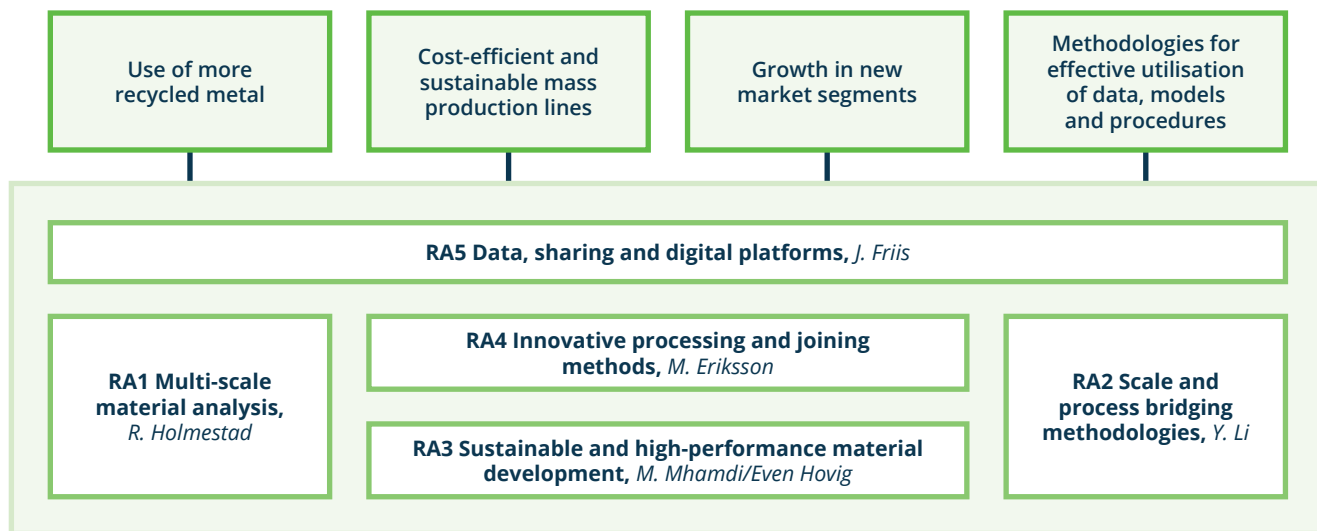 Use of more
recycled metal
Cost-efficient and
sustainable mass
production lines
Growth in new
market segments
Methodologies for
effective utilisation
of data, models
and procedures
RA5 Data, sharing and digital platforms, J. Friis
RA1 Multi-scale
material analysis,
R. Holmestad
RA4 Innovative processing and joining
methods, M. Eriksson
RA3 Sustainable and high-performance material
development, M. Mhamdi/Even Hovig
RA2 Scale and
process bridging
methodologies, Y. Li